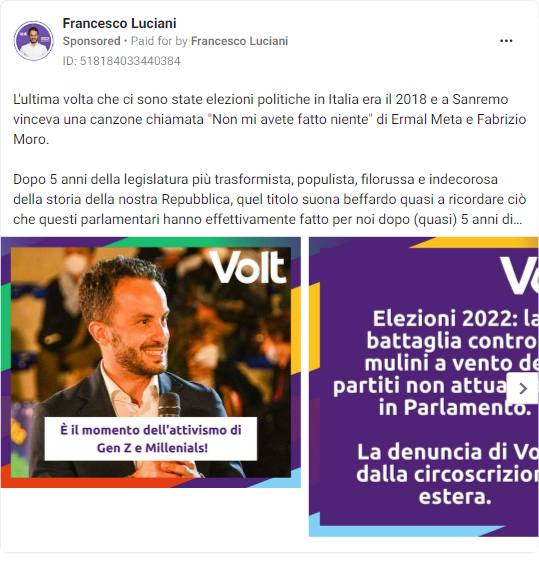 Francesco Luciani
Sponsored • Paid for by Francesco Luciani
ID: 518184033440384
L'ultima volta che ci sono state elezioni politiche in Italia era il 2018 e a Sanremo
vinceva una canzone chiamata "Non mi avete fatto niente" di Ermal Meta e Fabrizio
Moro.
Dopo 5 anni della legislatura più trasformista, populista, filorussa e indecorosa
della storia della nostra Repubblica, quel titolo suona beffardo quasi a ricordare ciò
che questi parlamentari hanno effettivamente fatto per noi dopo (quasi) 5 anni di...
Volt
È il momento dell'attivismo di
Gen Z e Millenials!
Elezioni 2022: la
battaglia contro
mulini a vento de
partiti non attua
in Parlamento.
La denuncia di Vo
dalla circoscrizion
estera.